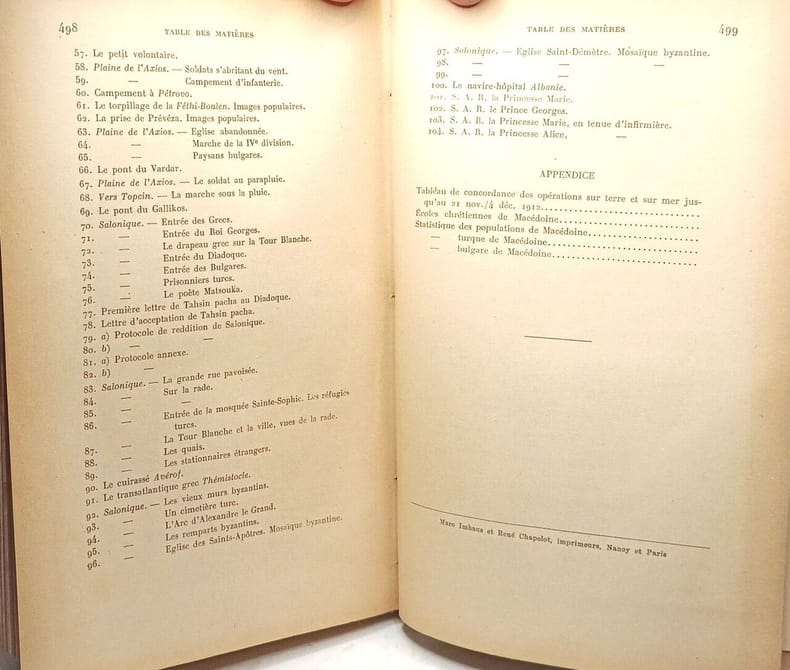 498
TABLE DES MATIÈRES
57. Le petit volontaire.
58. Plaine de l'Axios. — Soldats s'abritant du vent.
59. — Campement d'infanterie.
60. Campement à Pétrovo.
61. Le torpillage de la Féthi-Boulen. Images populaires.
62. La prise de Prévéza. Images populaires.
63. Plaine de l'Axios. — Eglise abandonnée.
64. — Marche de la IVe division.
65. — Paysans bulgares.
66. Le pont du Vardar.
67. Plaine de l'Axios. — Le soldat au parapluie.
68. Vers Topcin. — La marche sous la pluie.
69. Le pont du Gallikos.
70. Salonique. — Entrée des Grecs.
71. — Entrée du Roi Georges.
72. — Le drapeau grec sur la Tour Blanche.
73. — Entrée du Diadoque.
74. — Entrée des Bulgares.
75. — Prisonniers turcs.
76. — Le poète Matsouka.
77. Première lettre de Tahsin pacha au Diadoque.
78. Lettre d'acceptation de Tahsin pacha.
79. a) Protocole de reddition de Salonique.
80. b) — —
81. a) Protocole annexe.
82. b) —
83. Salonique. — La grande rue pavoisée.
84. — Sur la rade.
85. — —
86. — Entrée de la mosquée Sainte-Sophie. Les réfugiés
turcs.
87. — La Tour Blanche et la ville, vues de la rade.
88. — Les quais.
89. — Les stationnaires étrangers.
90. Le cuirassé Avérof.
91. Le transatlantique grec Thémistocle.
92. Salonique. — Les vieux murs byzantins.
93. — Un cimetière turc.
94. — L'Arc d'Alexandre le Grand.
95. — Les remparts byzantins.
96. — Eglise des Saints-Apôtres. Mosaïque byzantine.
TABLE DES MATIÈRES
499
97. Salonique. — Eglise Saint-Démètre. Mosaïque byzantine.
98. — — —
99. — —
100. Le navire-hôpital Albanie.
101. S. A. R. la Princesse Marie.
102. S. A. R. le Prince Georges.
103. S. A. R. la Princesse Marie, en tenue d'infirmière.
104. S. A. R. la Princesse Alice, —
APPENDICE
Tableau de concordance des opérations sur terre et sur mer jus-
qu'au 21 nov./4 déc. 1912
Écoles chrétiennes de Macédoine
Statistique des populations de Macédoine
— turque de Macédoine
— bulgare de Macédoine
Marc Imhaus et René Chapelot, imprimeurs, Nancy et Paris